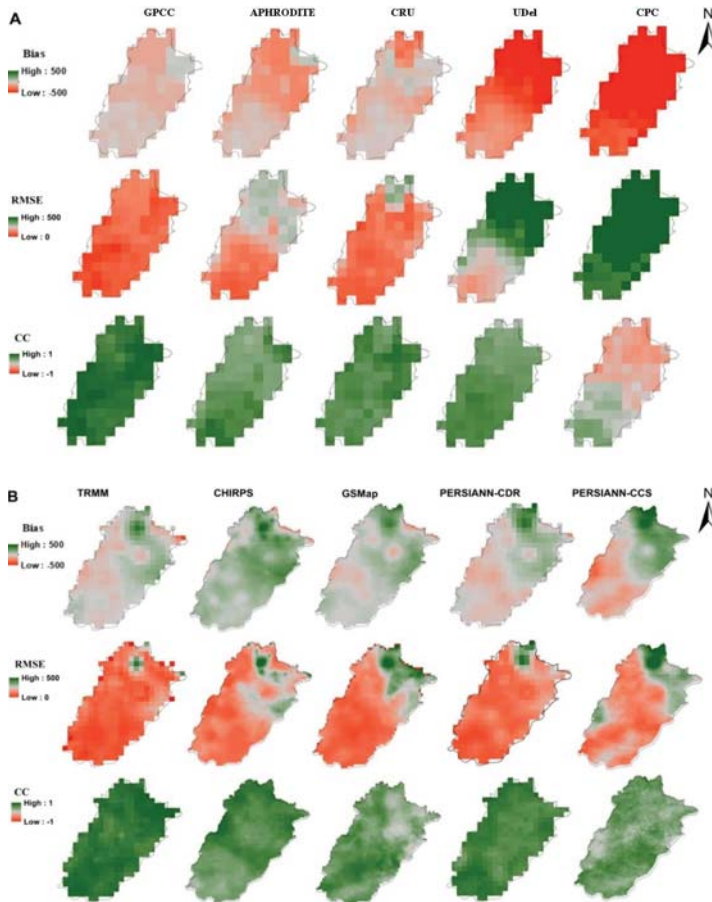 A
GPCC APHRODITE CRU UDel CPC
N
Bias
High : 500
Low : -500
RMSE
High : 500
Low : 0
CC
High : 1
Low : -1
B
TRMM CHIRPS GSMap PERSIANN-CDR PERSIANN-CCS
N
Bias
High : 500
Low : -500
RMSE
High : 500
Low : 0
CC
High : 1
Low : -1